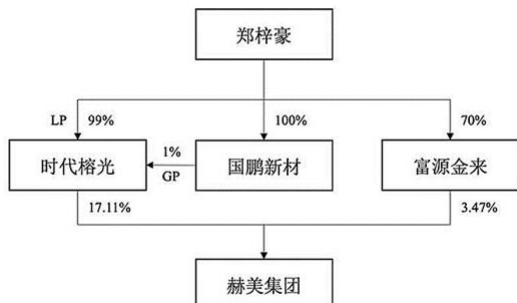 郑梓豪
LP 99%
100%
70%
时代榕光
1%
GP
国鹏新材
富源金来
17.11%
3.47%
赫美集团